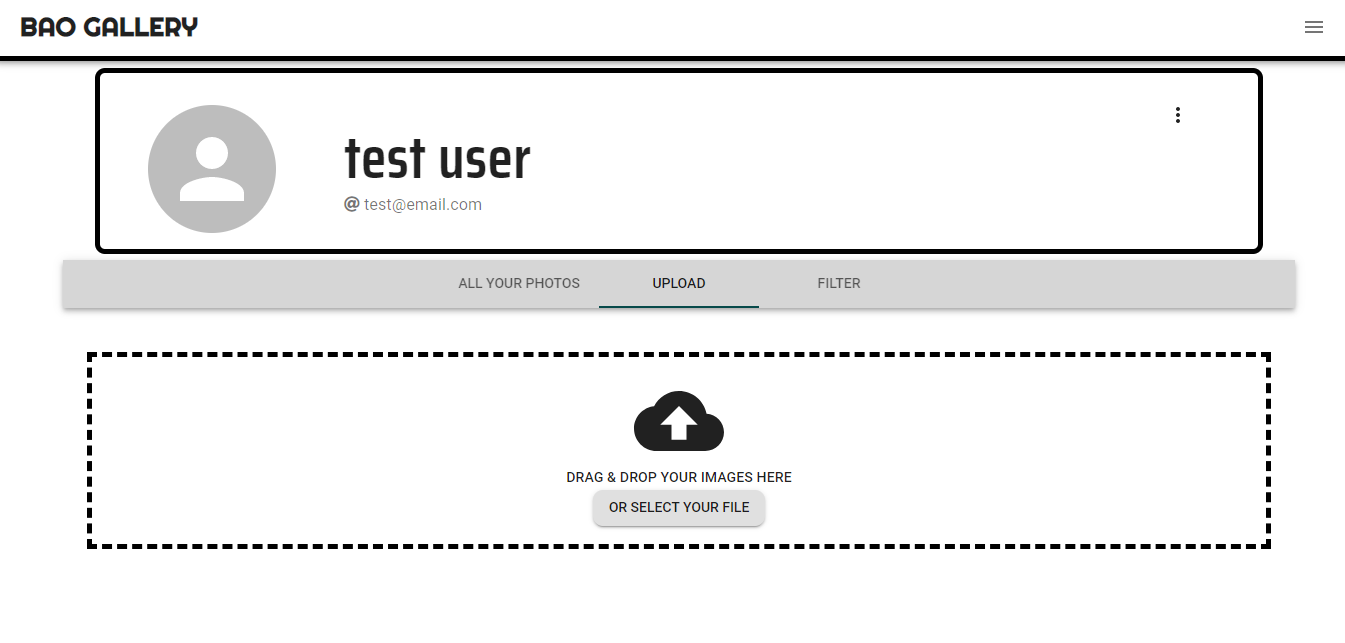 BAO GALLERY
test user
@ test@email.com
ALL YOUR PHOTOS UPLOAD FILTER
DRAG & DROP YOUR IMAGES HERE
OR SELECT YOUR FILE